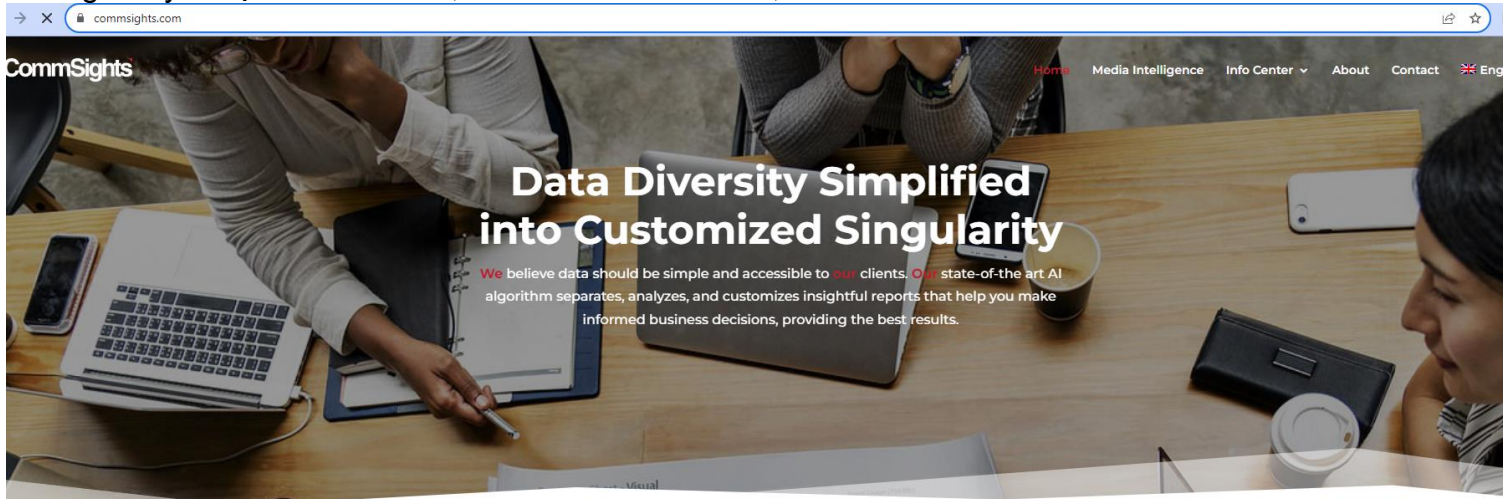 commsights.com
CommSights
Home Media Intelligence Info Center About Contact Eng
Data Diversity Simplified
into Customized Singularity
We believe data should be simple and accessible to our clients. Our state-of-the art AI
algorithm separates, analyzes, and customizes insightful reports that help you make
informed business decisions, providing the best results.
Visual